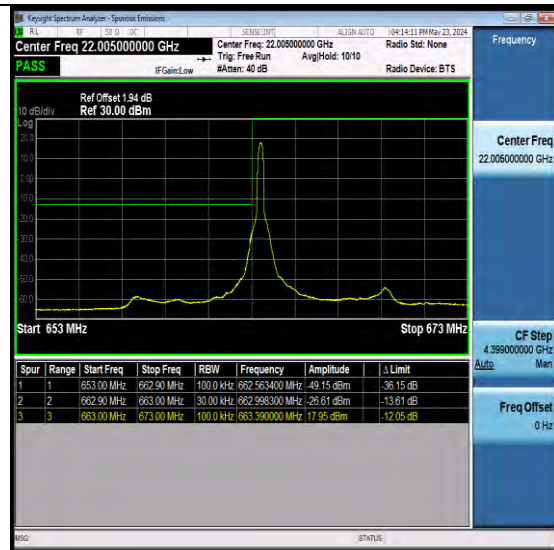 Keysight Spectrum Analyzer - Spurious Emissions
RL RF 50 Ω DC SENSE:INT ALIGN AUTO 04:14:11 PM May 23, 2024
Center Freq 22.005000000 GHz Center Freq: 22.005000000 GHz Radio Std: None Frequency
Trig: Free Run Avg|Hold: 10/10
PASS IFGain:Low #Atten: 40 dB Radio Device: BTS
Ref Offset 1.94 dB
10 dB/div Ref 30.00 dBm
Log
20.0
10.0
0.00
-10.0
-20.0
-30.0
-40.0
-50.0
-60.0
Start 653 MHz Stop 673 MHz
Center Freq
22.005000000 GHz
CF Step
4.399000000 GHz
Auto Man
Freq Offset
0 Hz
Spur Range Start Freq Stop Freq RBW Frequency Amplitude Δ Limit
1 1 653.00 MHz 662.90 MHz 100.0 kHz 662.563400 MHz -49.15 dBm -36.15 dB
2 2 662.90 MHz 663.00 MHz 30.00 kHz 662.998300 MHz -26.61 dBm -13.61 dB
3 3 663.00 MHz 673.00 MHz 100.0 kHz 663.390000 MHz 17.95 dBm -12.05 dB
MSG STATUS